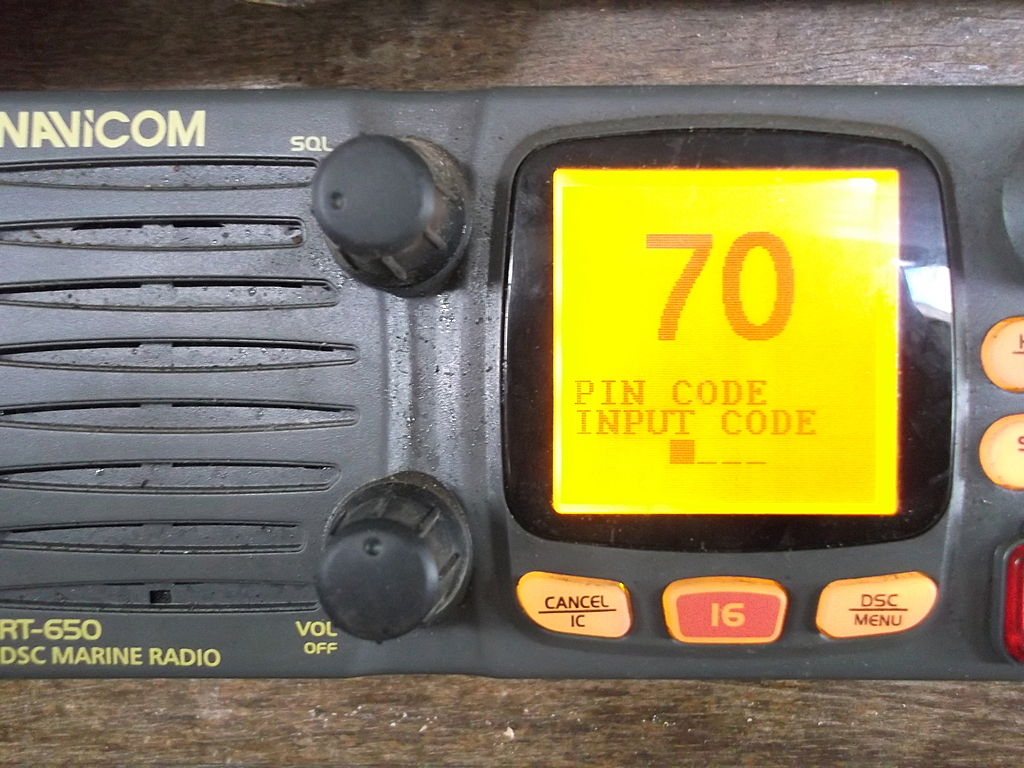 NAVICOM
SQL
70
PIN CODE
INPUT CODE
CANCEL
IC
16
DSC
MENU
VOL
OFF
RT-650
DSC MARINE RADIO